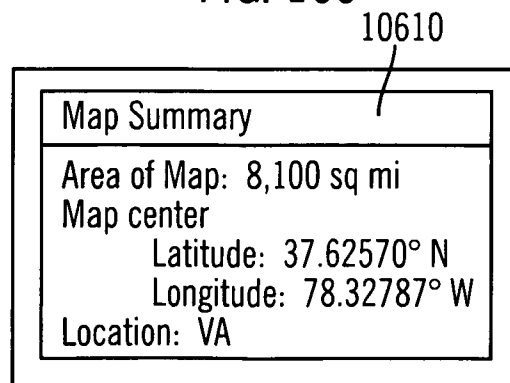 10610
Map Summary
Area of Map: 8,100 sq mi
Map center
Latitude: 37.62570° N
Longitude: 78.32787° W
Location: VA